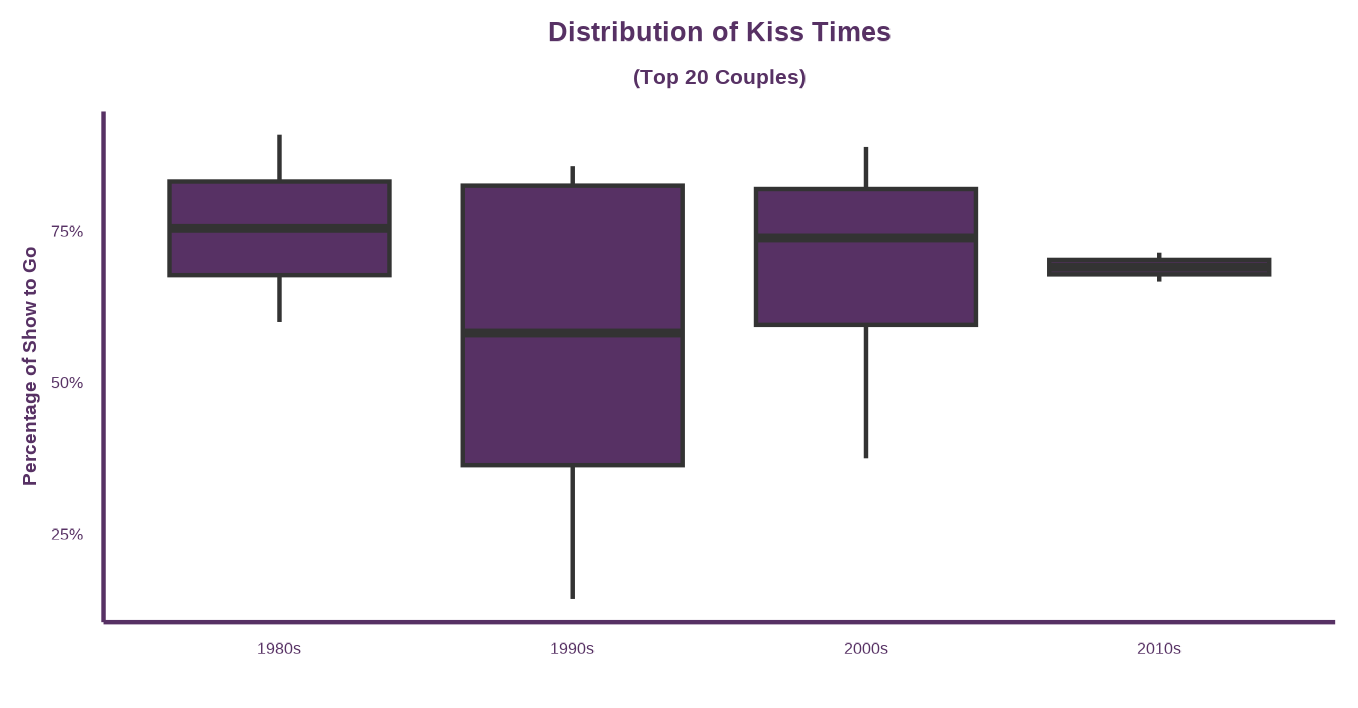 Distribution of Kiss Times
(Top 20 Couples)
Percentage of Show to Go
75%
50%
25%
1980s
1990s
2000s
2010s